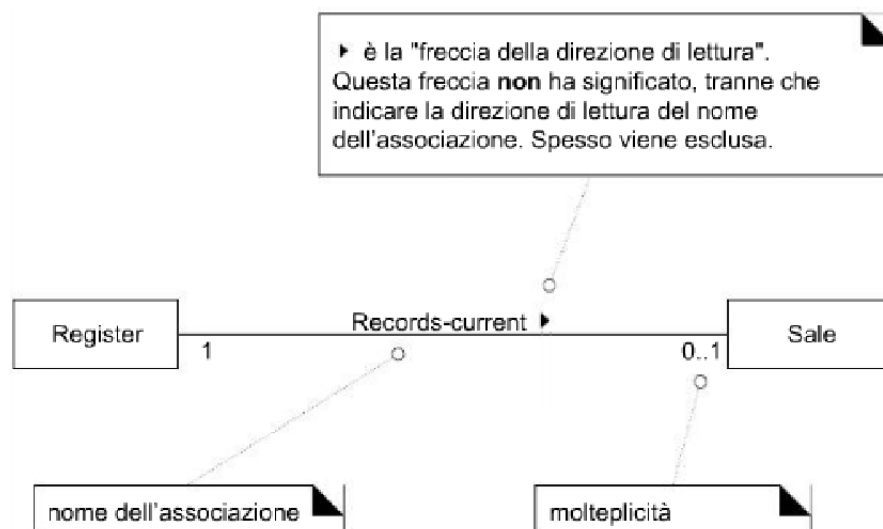 ▶ è la "freccia della direzione di lettura".
Questa freccia non ha significato, tranne che
indicare la direzione di lettura del nome
dell'associazione. Spesso viene esclusa.
Register
Records-current ▶
Sale
1
0..1
nome dell'associazione
molteplicità